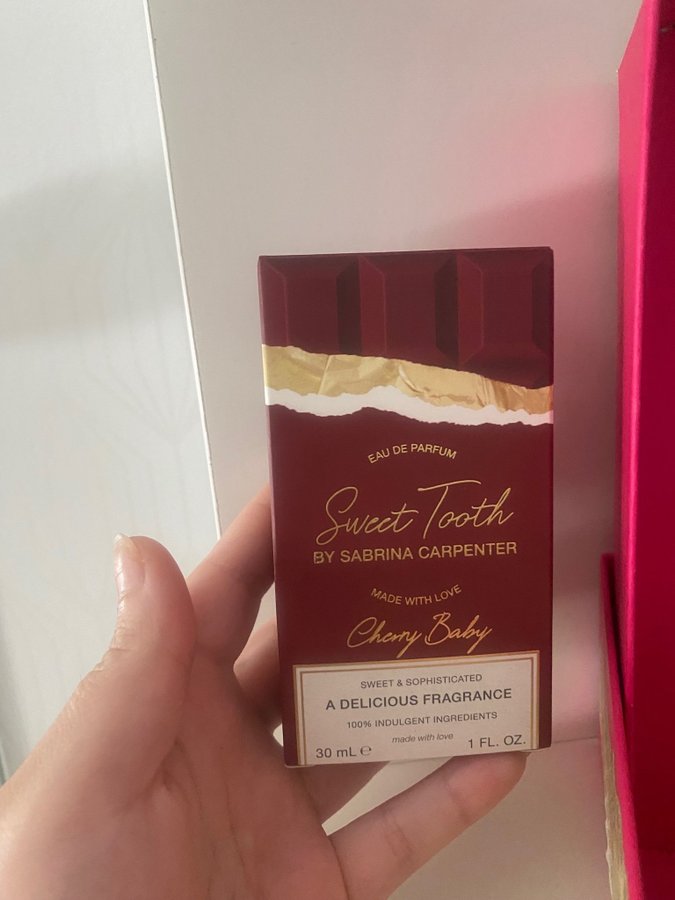 EAU DE PARFUM
Sweet Tooth
BY SABRINA CARPENTER
MADE WITH LOVE
Cherry Baby
SWEET & SOPHISTICATED
A DELICIOUS FRAGRANCE
100% INDULGENT INGREDIENTS
made with love
30 mL ℮ 1 FL. OZ.